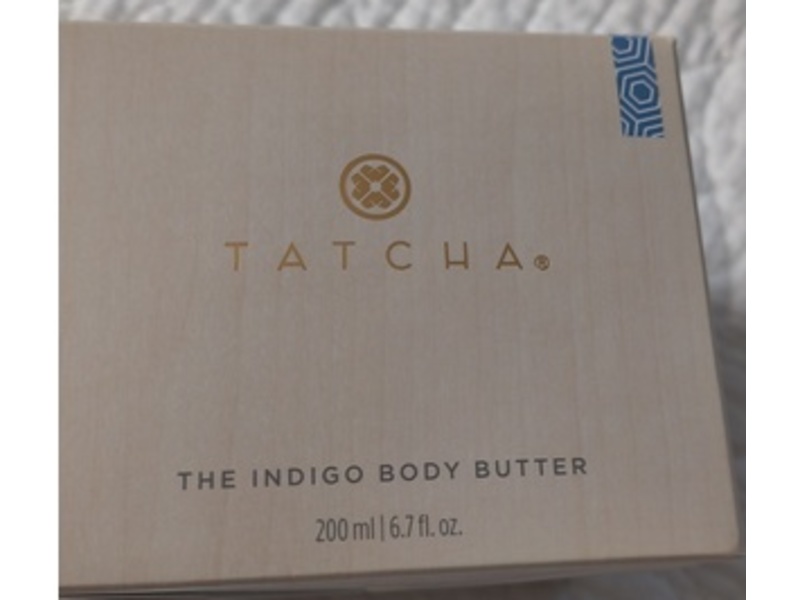 TATCHA®
THE INDIGO BODY BUTTER
200 ml | 6.7 fl. oz.